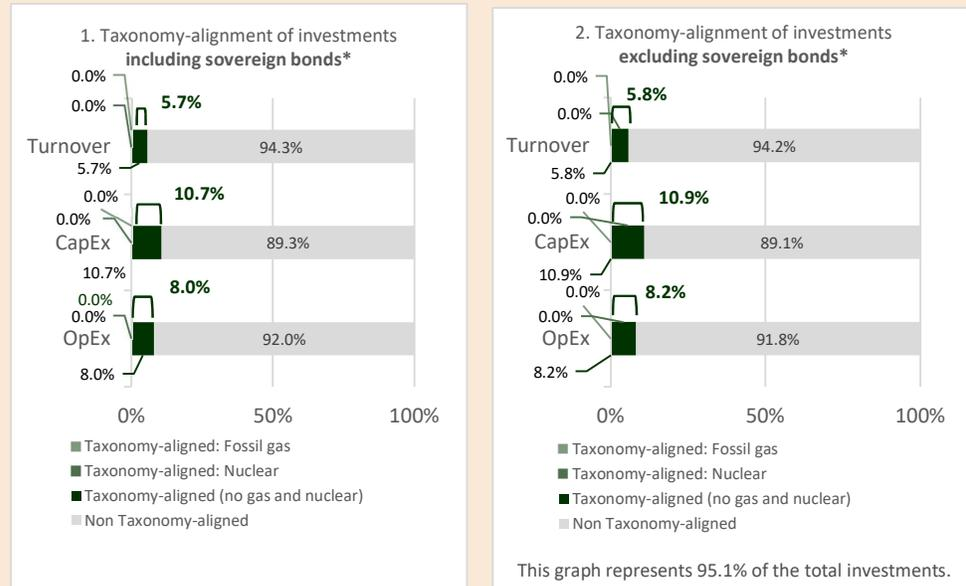 1. Taxonomy-alignment of investments
including sovereign bonds*
0.0%
0.0%
5.7%
Turnover
94.3%
5.7%
0.0%
10.7%
0.0%
CapEx
89.3%
10.7%
0.0%
8.0%
0.0%
OpEx
92.0%
8.0%
0% 50% 100%
Taxonomy-aligned: Fossil gas
Taxonomy-aligned: Nuclear
Taxonomy-aligned (no gas and nuclear)
Non Taxonomy-aligned
2. Taxonomy-alignment of investments
excluding sovereign bonds*
0.0%
5.8%
0.0%
Turnover
94.2%
5.8%
0.0%
10.9%
0.0%
CapEx
89.1%
10.9%
0.0%
8.2%
0.0%
OpEx
91.8%
8.2%
0% 50% 100%
Taxonomy-aligned: Fossil gas
Taxonomy-aligned: Nuclear
Taxonomy-aligned (no gas and nuclear)
Non Taxonomy-aligned
This graph represents 95.1% of the total investments.